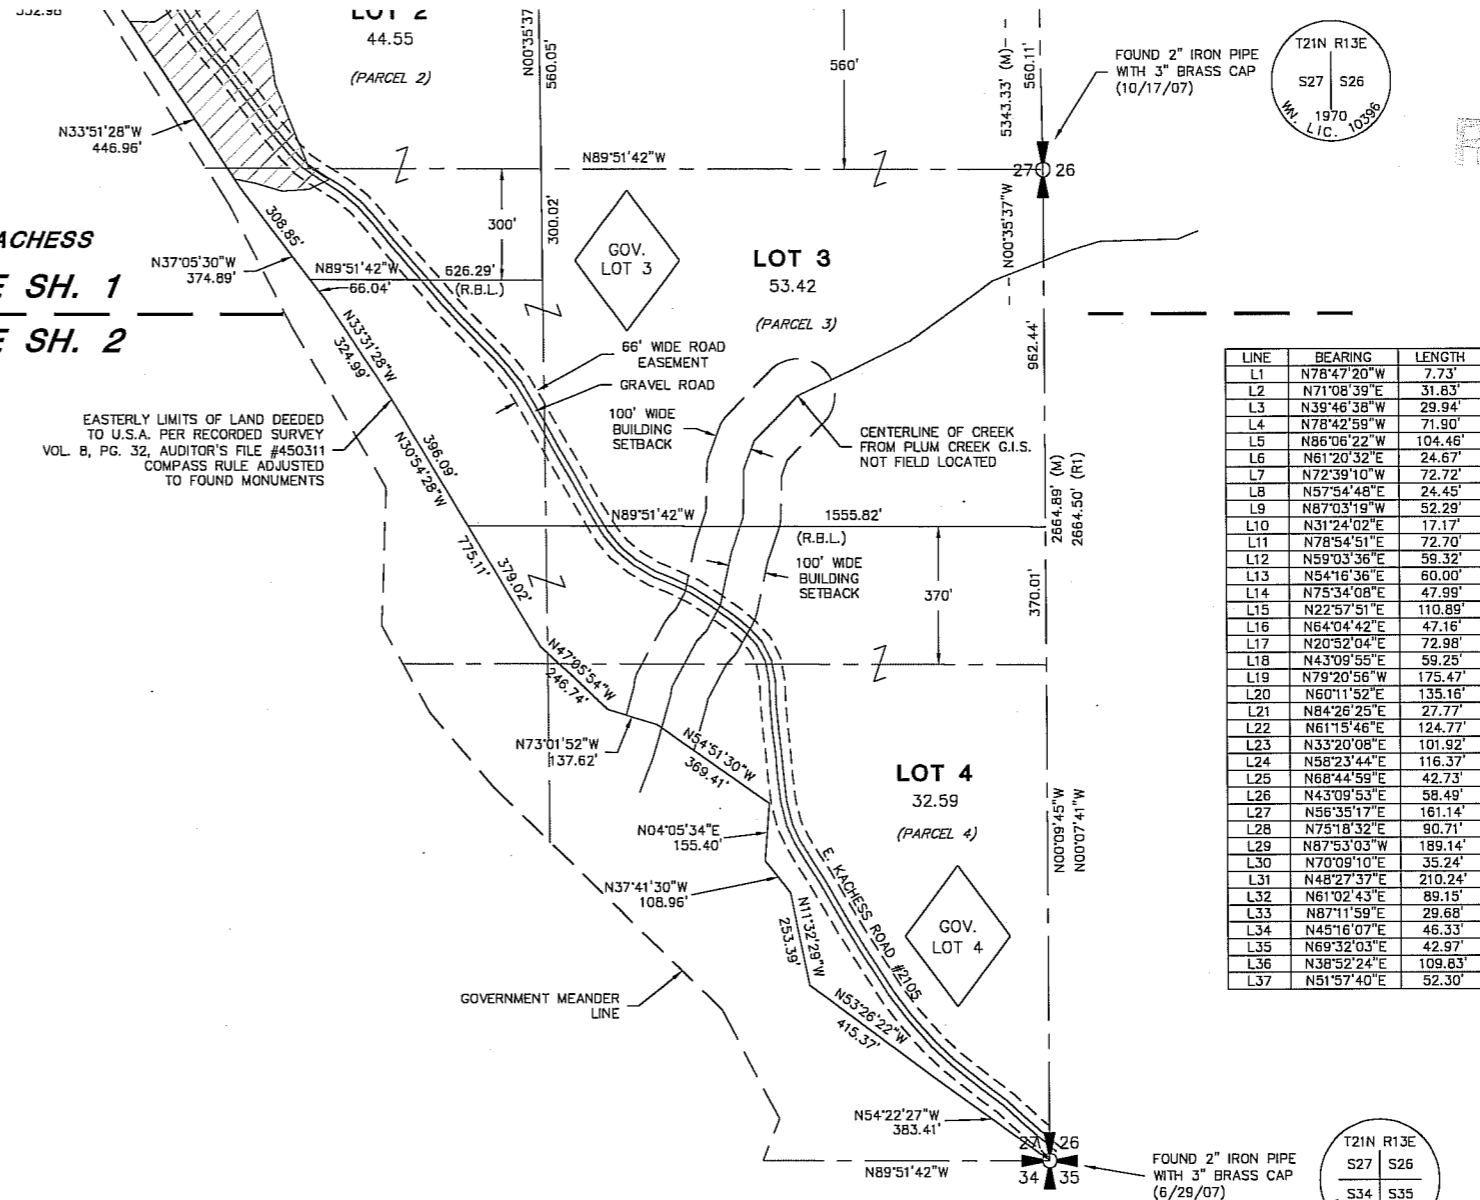 332.98'
LOT 2
44.55
(PARCEL 2)
N00°35'37
560.05'
560'
5343.33' (M)
560.11'
FOUND 2" IRON PIPE
WITH 3" BRASS CAP
(10/17/07)
T21N R13E
S27 S26
1970
WN. LIC. 10396
N33°51'28"W
446.96'
N89°51'42"W
27 26
300'
300.02'
GOV.
LOT 3
LOT 3
53.42
(PARCEL 3)
N00°35'37"W
308.85'
ACHESS
N37°05'30"W
374.89'
N89°51'42"W
626.29'
66.04'
(R.B.L.)
E SH. 1
E SH. 2
N33°31'28"W
324.99'
66' WIDE ROAD
EASEMENT
GRAVEL ROAD
962.44'
EASTERLY LIMITS OF LAND DEEDED
TO U.S.A. PER RECORDED SURVEY
VOL. 8, PG. 32, AUDITOR'S FILE #450311
COMPASS RULE ADJUSTED
TO FOUND MONUMENTS
100' WIDE
BUILDING
SETBACK
CENTERLINE OF CREEK
FROM PLUM CREEK G.I.S.
NOT FIELD LOCATED
396.09'
N30°54'28"W
775.11'
379.02'
N89°51'42"W
1555.82'
(R.B.L.)
2664.89' (M)
2664.50' (R1)
100' WIDE
BUILDING
SETBACK
370'
370.01'
N47°05'54"W
246.74'
N73°01'52"W
137.62'
N54°51'30"W
369.41'
LOT 4
32.59
(PARCEL 4)
N00°09'45"W
N00°07'41"W
N04°05'34"E
155.40'
N37°41'30"W
108.96'
N11°32'29"W
253.39'
E. KACHESS ROAD #2105
GOV.
LOT 4
GOVERNMENT MEANDER
LINE
N53°26'22"W
415.37'
N54°22'27"W
383.41'
27 26
34 35
N89°51'42"W
FOUND 2" IRON PIPE
WITH 3" BRASS CAP
(6/29/07)
T21N R13E
S27 S26
S34 S35
LINE BEARING LENGTH
L1 N78°47'20"W 7.73'
L2 N71°08'39"E 31.83'
L3 N39°46'38"W 29.94'
L4 N78°42'59"W 71.90'
L5 N86°06'22"W 104.46'
L6 N61°20'32"E 24.67'
L7 N72°39'10"W 72.72'
L8 N57°54'48"E 24.45'
L9 N87°03'19"W 52.29'
L10 N31°24'02"E 17.17'
L11 N78°54'51"E 72.70'
L12 N59°03'36"E 59.32'
L13 N54°16'36"E 60.00'
L14 N75°34'08"E 47.99'
L15 N22°57'51"E 110.89'
L16 N64°04'42"E 47.16'
L17 N20°52'04"E 72.98'
L18 N43°09'55"E 59.25'
L19 N79°20'56"W 175.47'
L20 N60°11'52"E 135.16'
L21 N84°26'25"E 27.77'
L22 N61°15'46"E 124.77'
L23 N33°20'08"E 101.92'
L24 N58°23'44"E 116.37'
L25 N68°44'59"E 42.73'
L26 N43°09'53"E 58.49'
L27 N56°35'17"E 161.14'
L28 N75°18'32"E 90.71'
L29 N87°53'03"W 189.14'
L30 N70°09'10"E 35.24'
L31 N48°27'37"E 210.24'
L32 N61°02'43"E 89.15'
L33 N87°11'59"E 29.68'
L34 N45°16'07"E 46.33'
L35 N69°32'03"E 42.97'
L36 N38°52'24"E 109.83'
L37 N51°57'40"E 52.30'